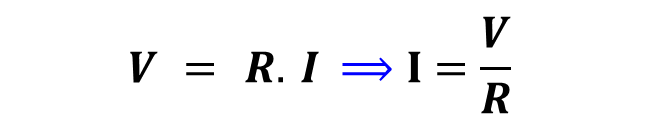 V = R. I ⟹ I = V/R